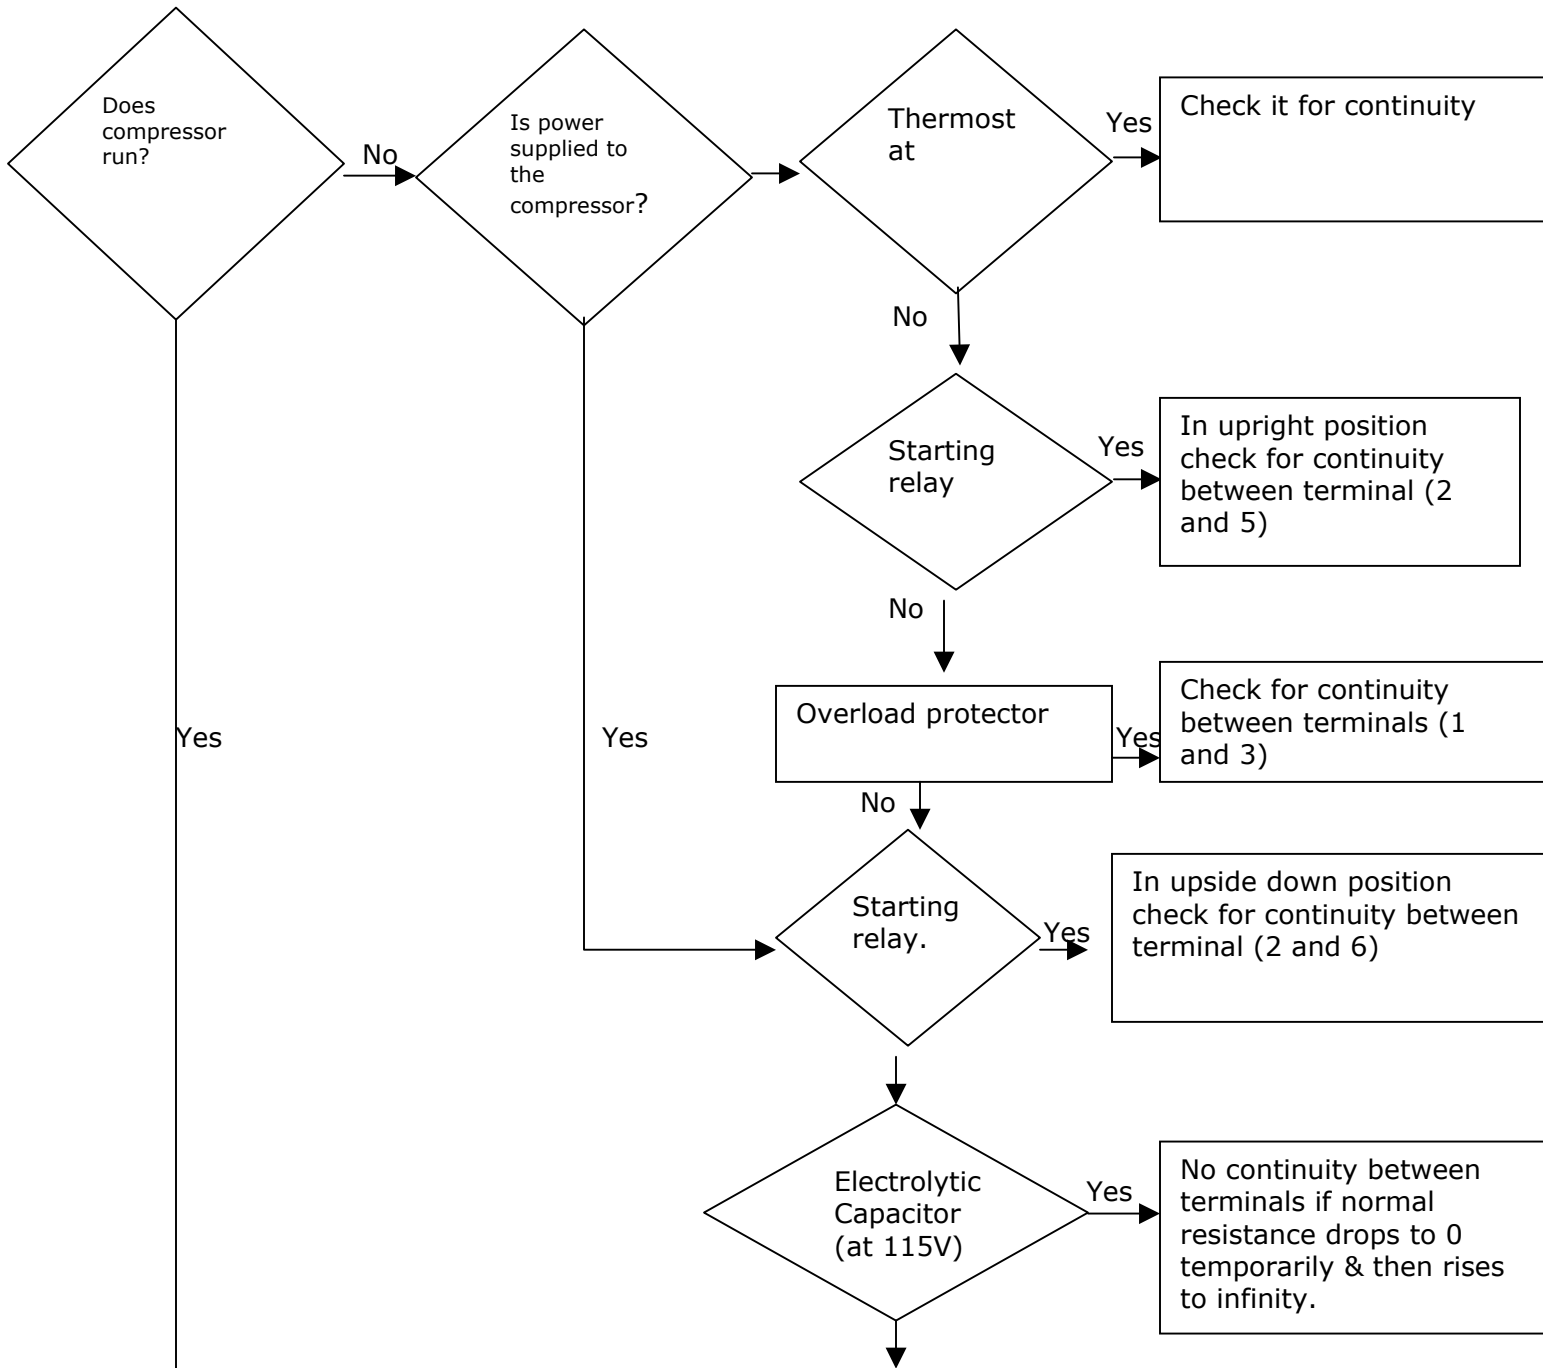 Does
compressor
run?
No
Is power
supplied to
the
compressor?
Thermost
at
Yes
Check it for continuity
No
Starting
relay
Yes
In upright position
check for continuity
between terminal (2
and 5)
No
Overload protector
Yes
Check for continuity
between terminals (1
and 3)
Yes
Yes
No
Starting
relay.
Yes
In upside down position
check for continuity between
terminal (2 and 6)
Electrolytic
Capacitor
(at 115V)
Yes
No continuity between
terminals if normal
resistance drops to 0
temporarily & then rises
to infinity.